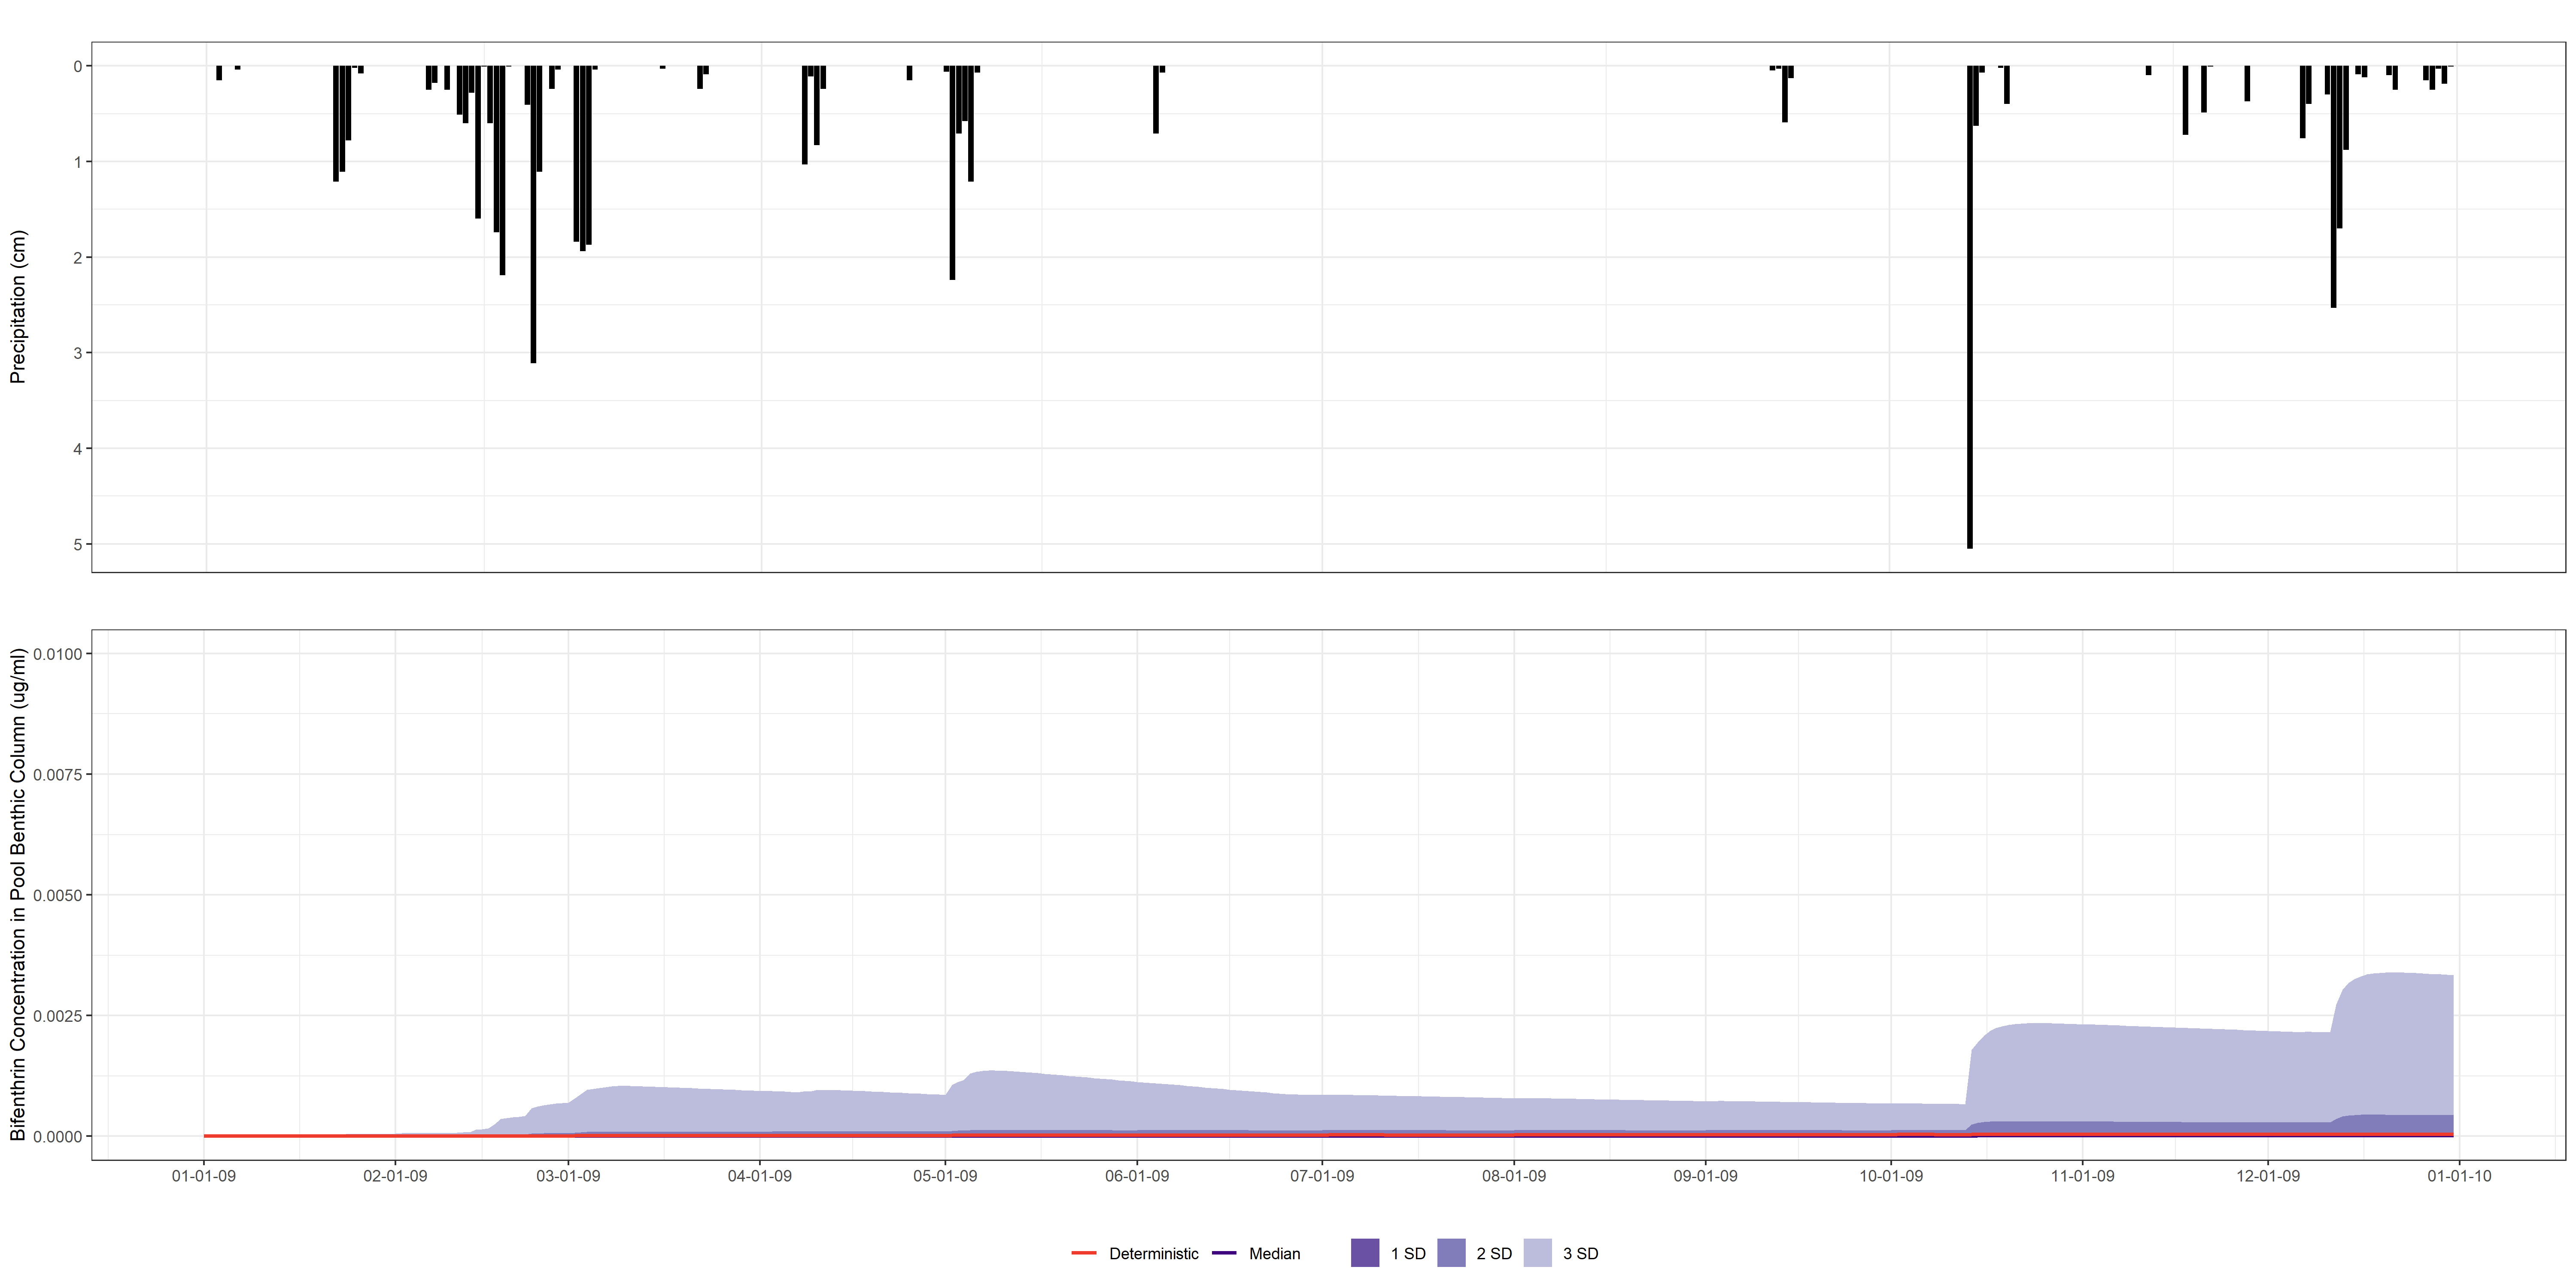 Precipitation (cm)
0
1
2
3
4
5
Bifenthrin Concentration in Pool Benthic Column (ug/ml)
0.0100
0.0075
0.0050
0.0025
0.0000
01-01-09 02-01-09 03-01-09 04-01-09 05-01-09 06-01-09 07-01-09 08-01-09 09-01-09 10-01-09 11-01-09 12-01-09 01-01-10
Deterministic Median 1 SD 2 SD 3 SD